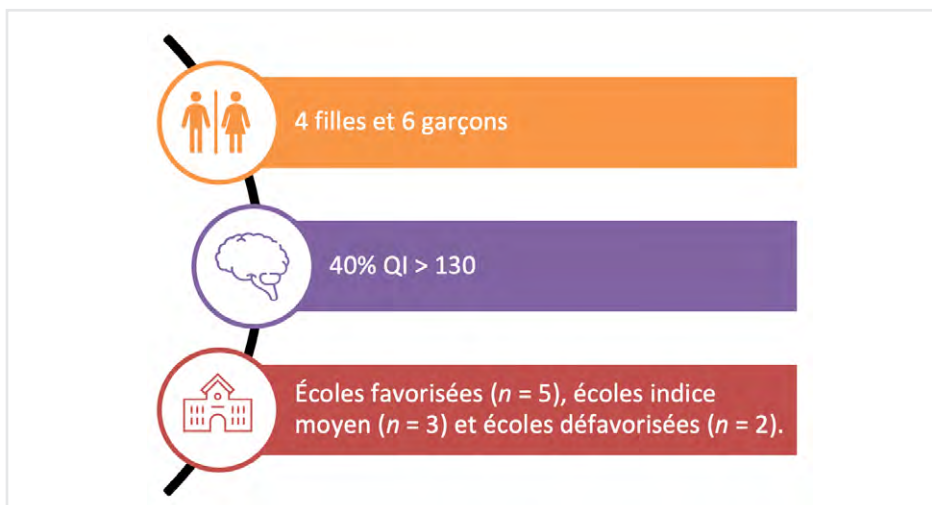 4 filles et 6 garçons
40% QI > 130
Écoles favorisées (n = 5), écoles indice
moyen (n = 3) et écoles défavorisées (n = 2).